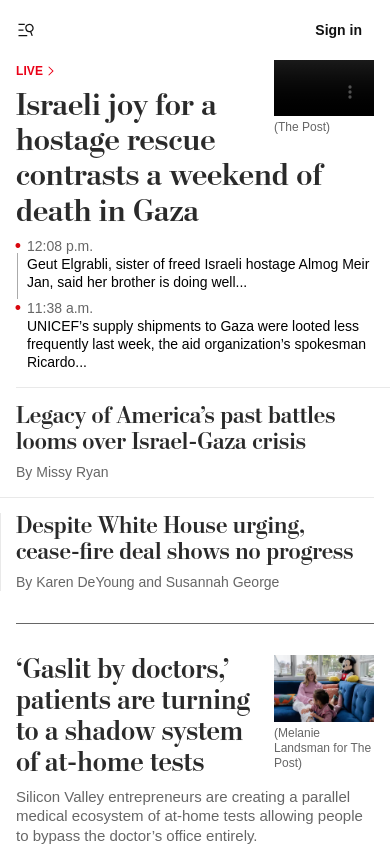 Sign in
LIVE
Israeli joy for a
hostage rescue
contrasts a weekend of
death in Gaza
(The Post)
12:08 p.m.
Geut Elgrabli, sister of freed Israeli hostage Almog Meir
Jan, said her brother is doing well...
11:38 a.m.
UNICEF’s supply shipments to Gaza were looted less
frequently last week, the aid organization’s spokesman
Ricardo...
Legacy of America’s past battles
looms over Israel-Gaza crisis
By Missy Ryan
Despite White House urging,
cease-fire deal shows no progress
By Karen DeYoung and Susannah George
‘Gaslit by doctors,’
patients are turning
to a shadow system
of at-home tests
(Melanie
Landsman for The
Post)
Silicon Valley entrepreneurs are creating a parallel
medical ecosystem of at-home tests allowing people
to bypass the doctor’s office entirely.